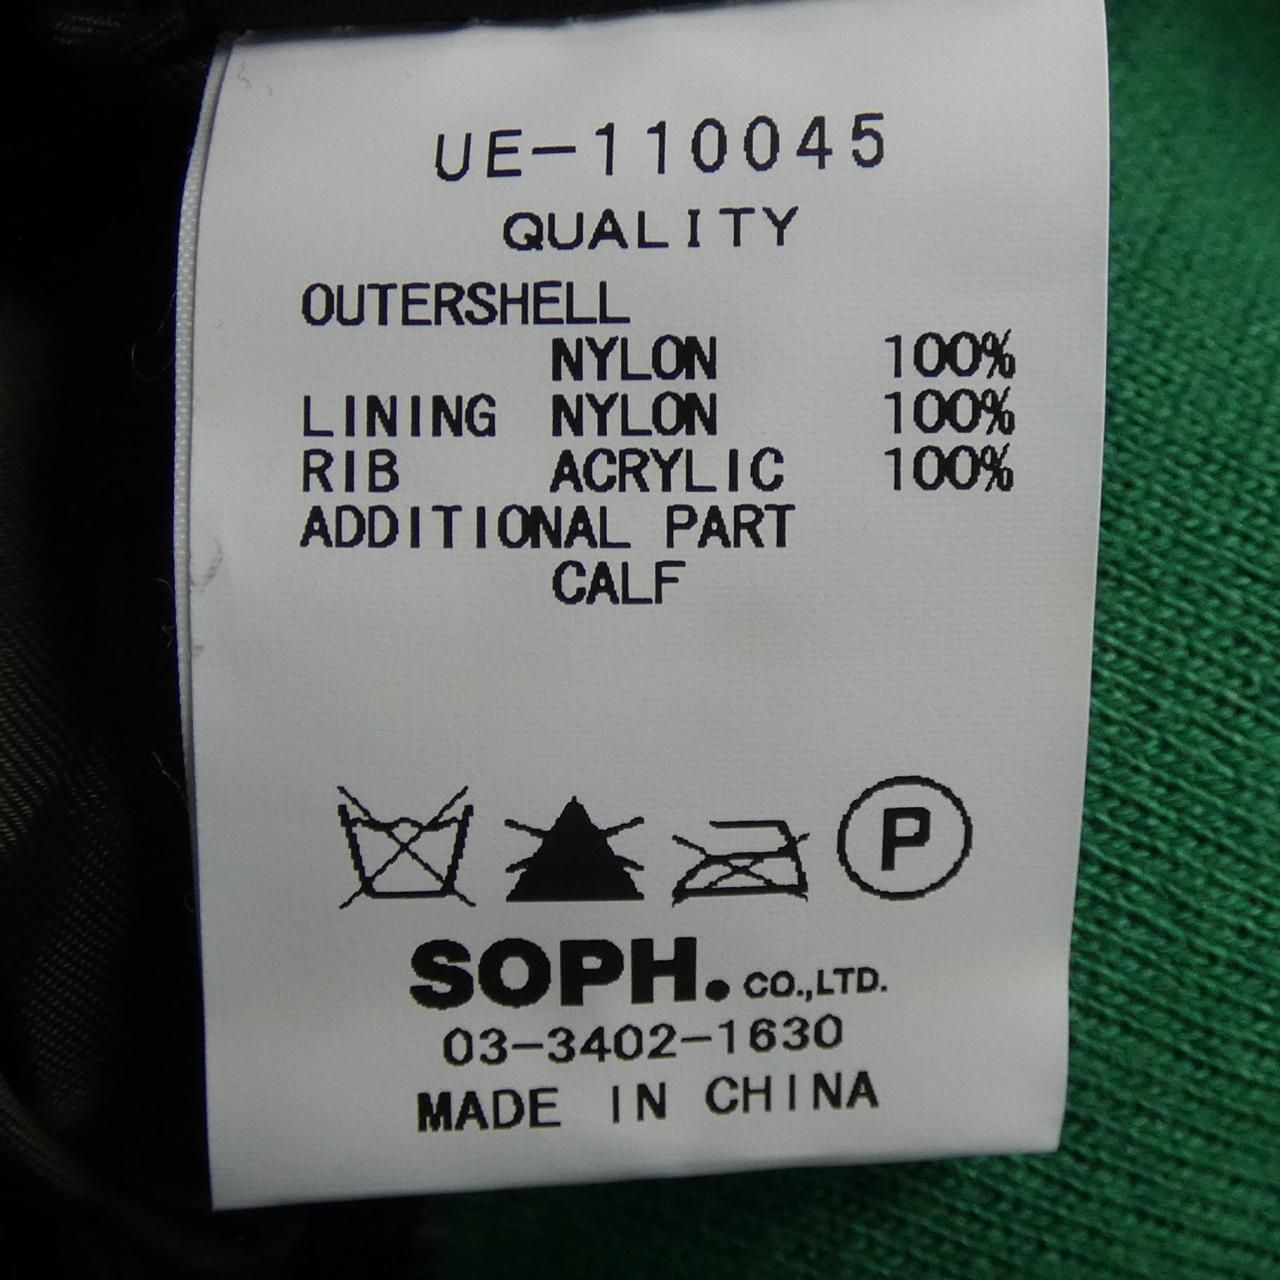 UE-110045
QUALITY
OUTERSHELL
NYLON 100%
LINING NYLON 100%
RIB ACRYLIC 100%
ADDITIONAL PART
CALF
P
SOPH. CO.,LTD.
03-3402-1630
MADE IN CHINA